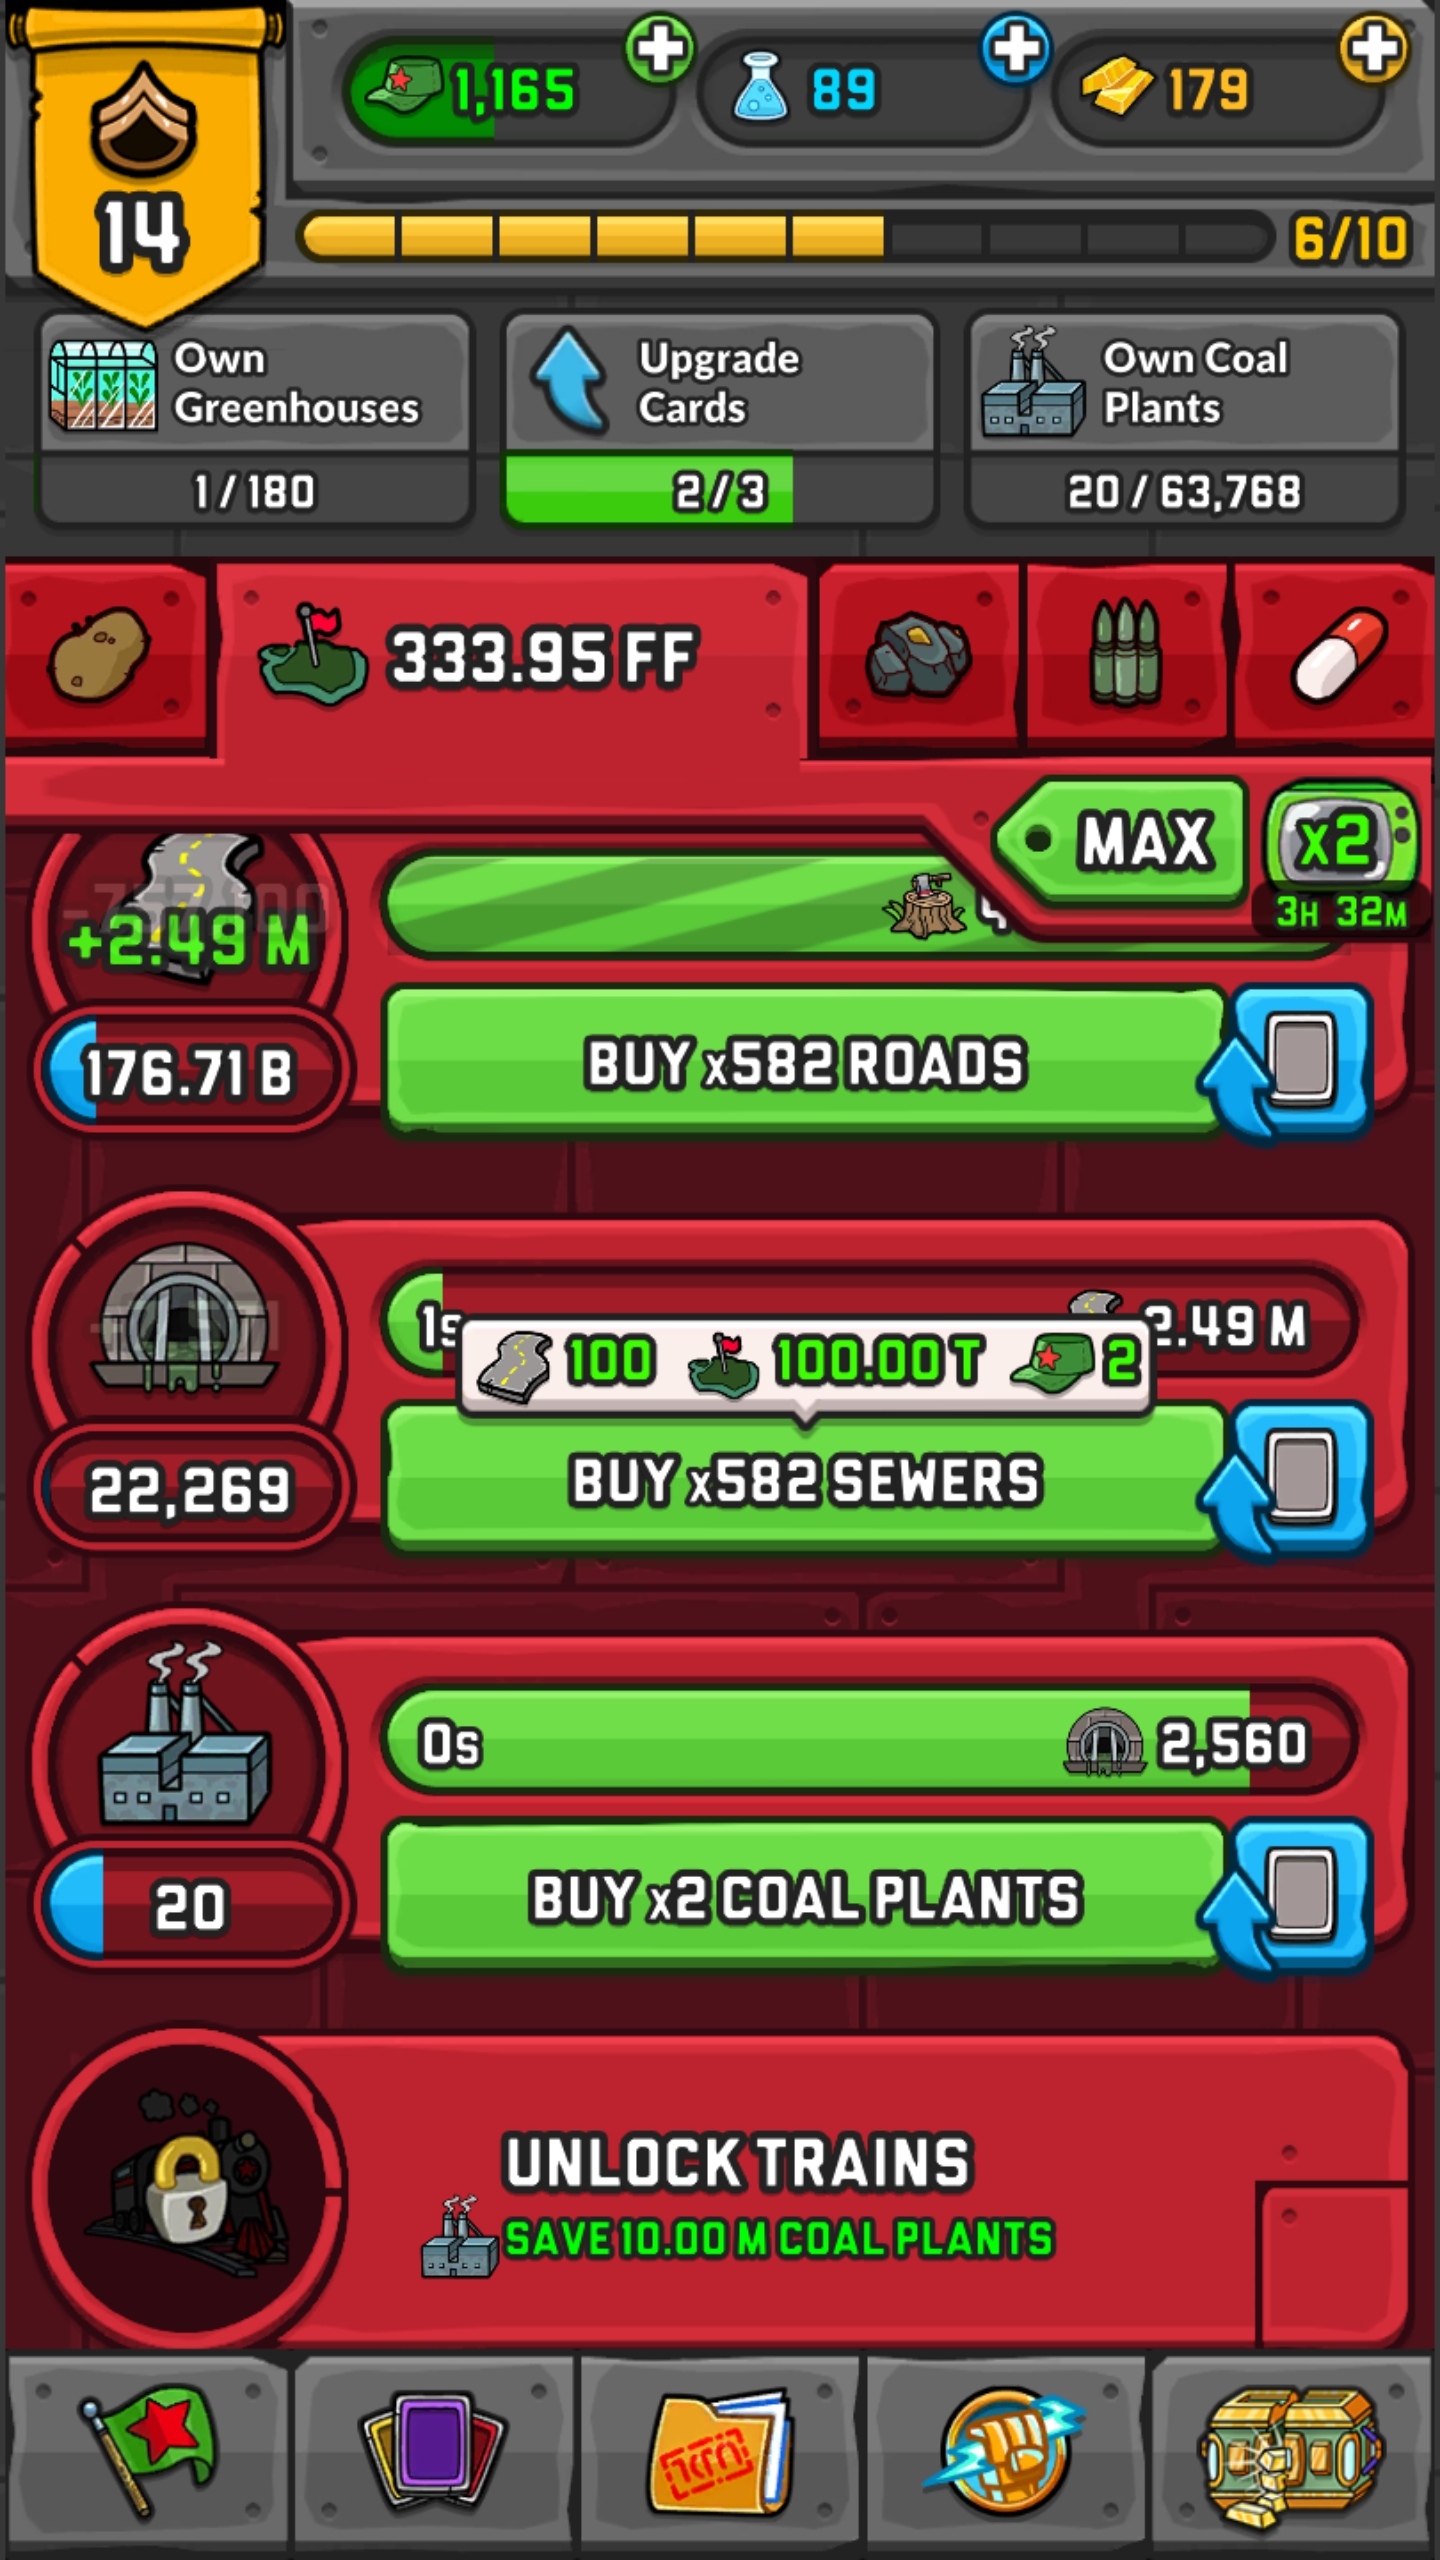 14
1,165
89
179
6/10
Own Greenhouses
1/180
Upgrade Cards
2/3
Own Coal Plants
20/63,768
333.95 FF
MAX
x2
3H 32M
+2.49 M
176.71 B
BUY x582 ROADS
1s
2.49 M
100
100.00 T
2
22,269
BUY x582 SEWERS
0s
2,560
20
BUY x2 COAL PLANTS
UNLOCK TRAINS
SAVE 10.00 M COAL PLANTS